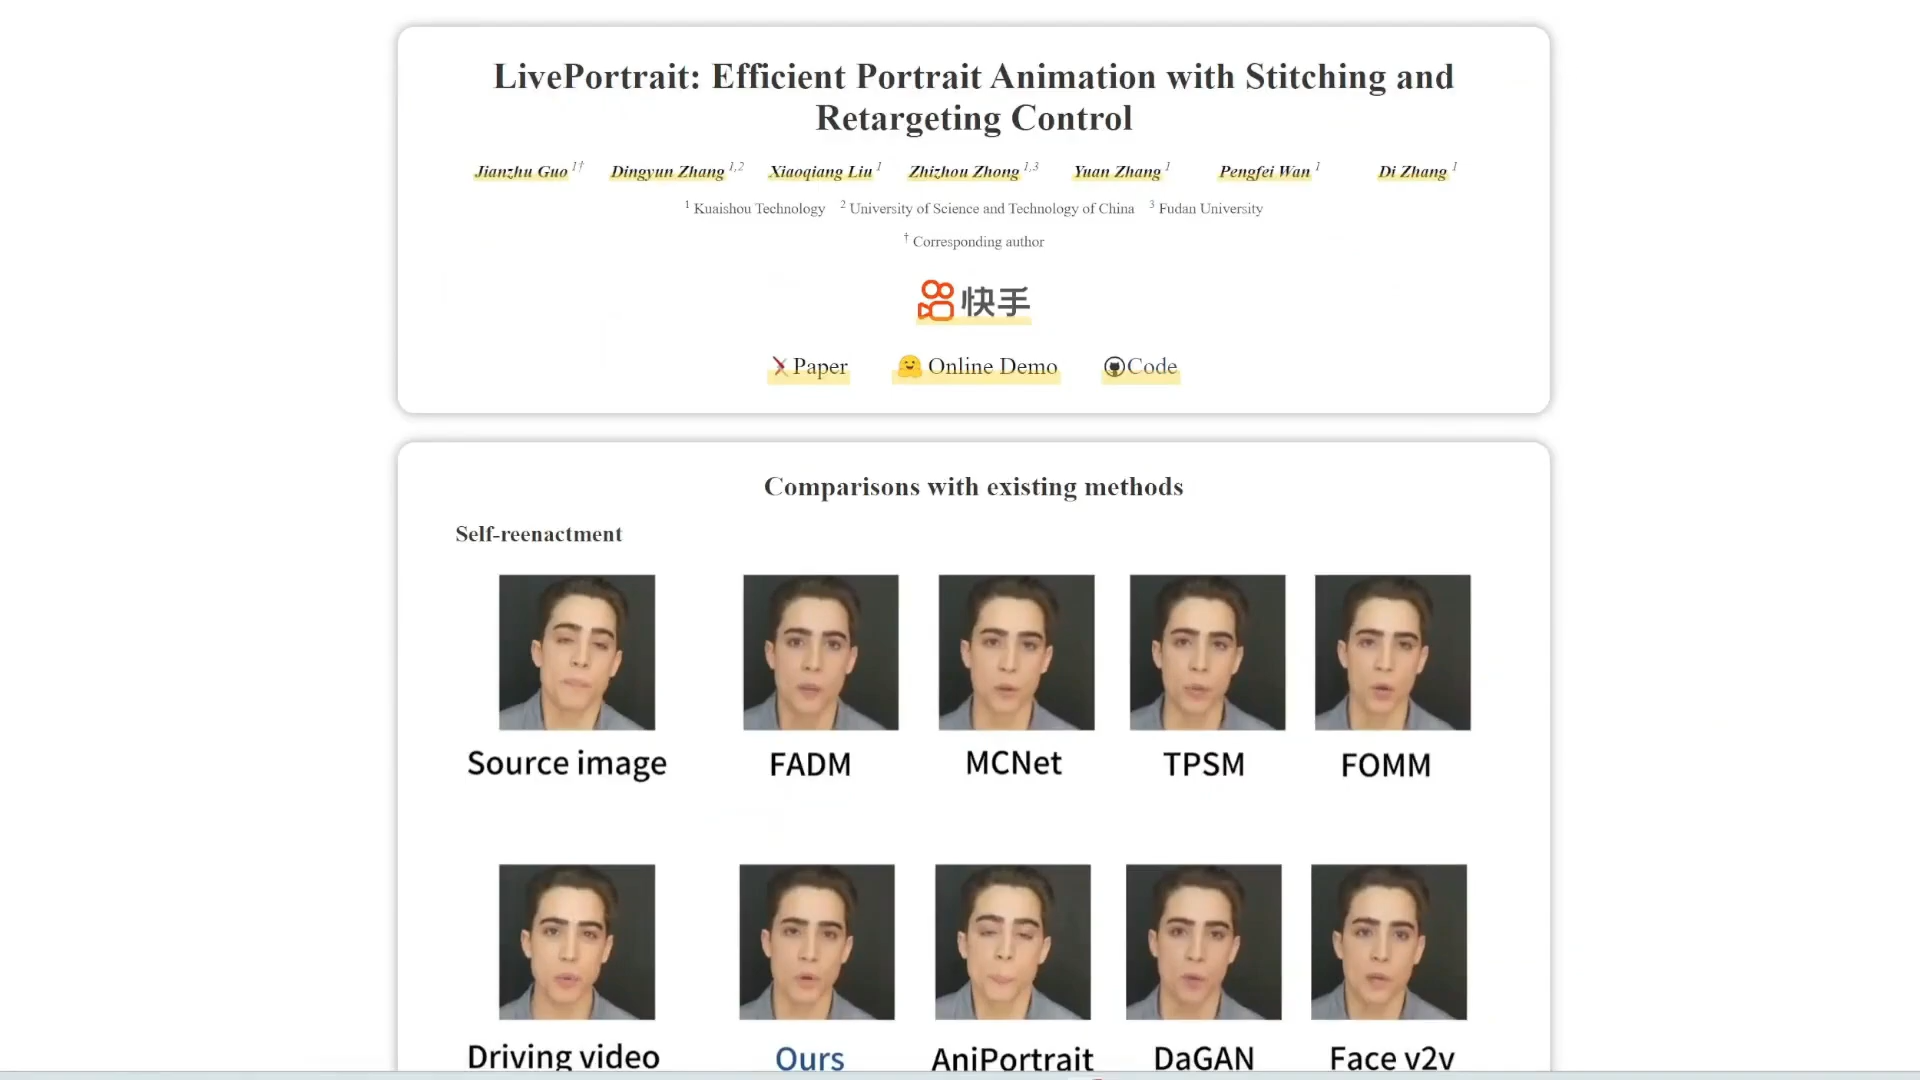 LivePortrait: Efficient Portrait Animation with Stitching and
Retargeting Control
Jianzhu Guo 1† Dingyun Zhang 1,2 Xiaoqiang Liu 1 Zhizhou Zhong 1,3 Yuan Zhang 1 Pengfei Wan 1 Di Zhang 1
1 Kuaishou Technology 2 University of Science and Technology of China 3 Fudan University
† Corresponding author
快手
Paper Online Demo Code
Comparisons with existing methods
Self-reenactment
Source image FADM MCNet TPSM FOMM
Driving video Ours AniPortrait DaGAN Face v2v